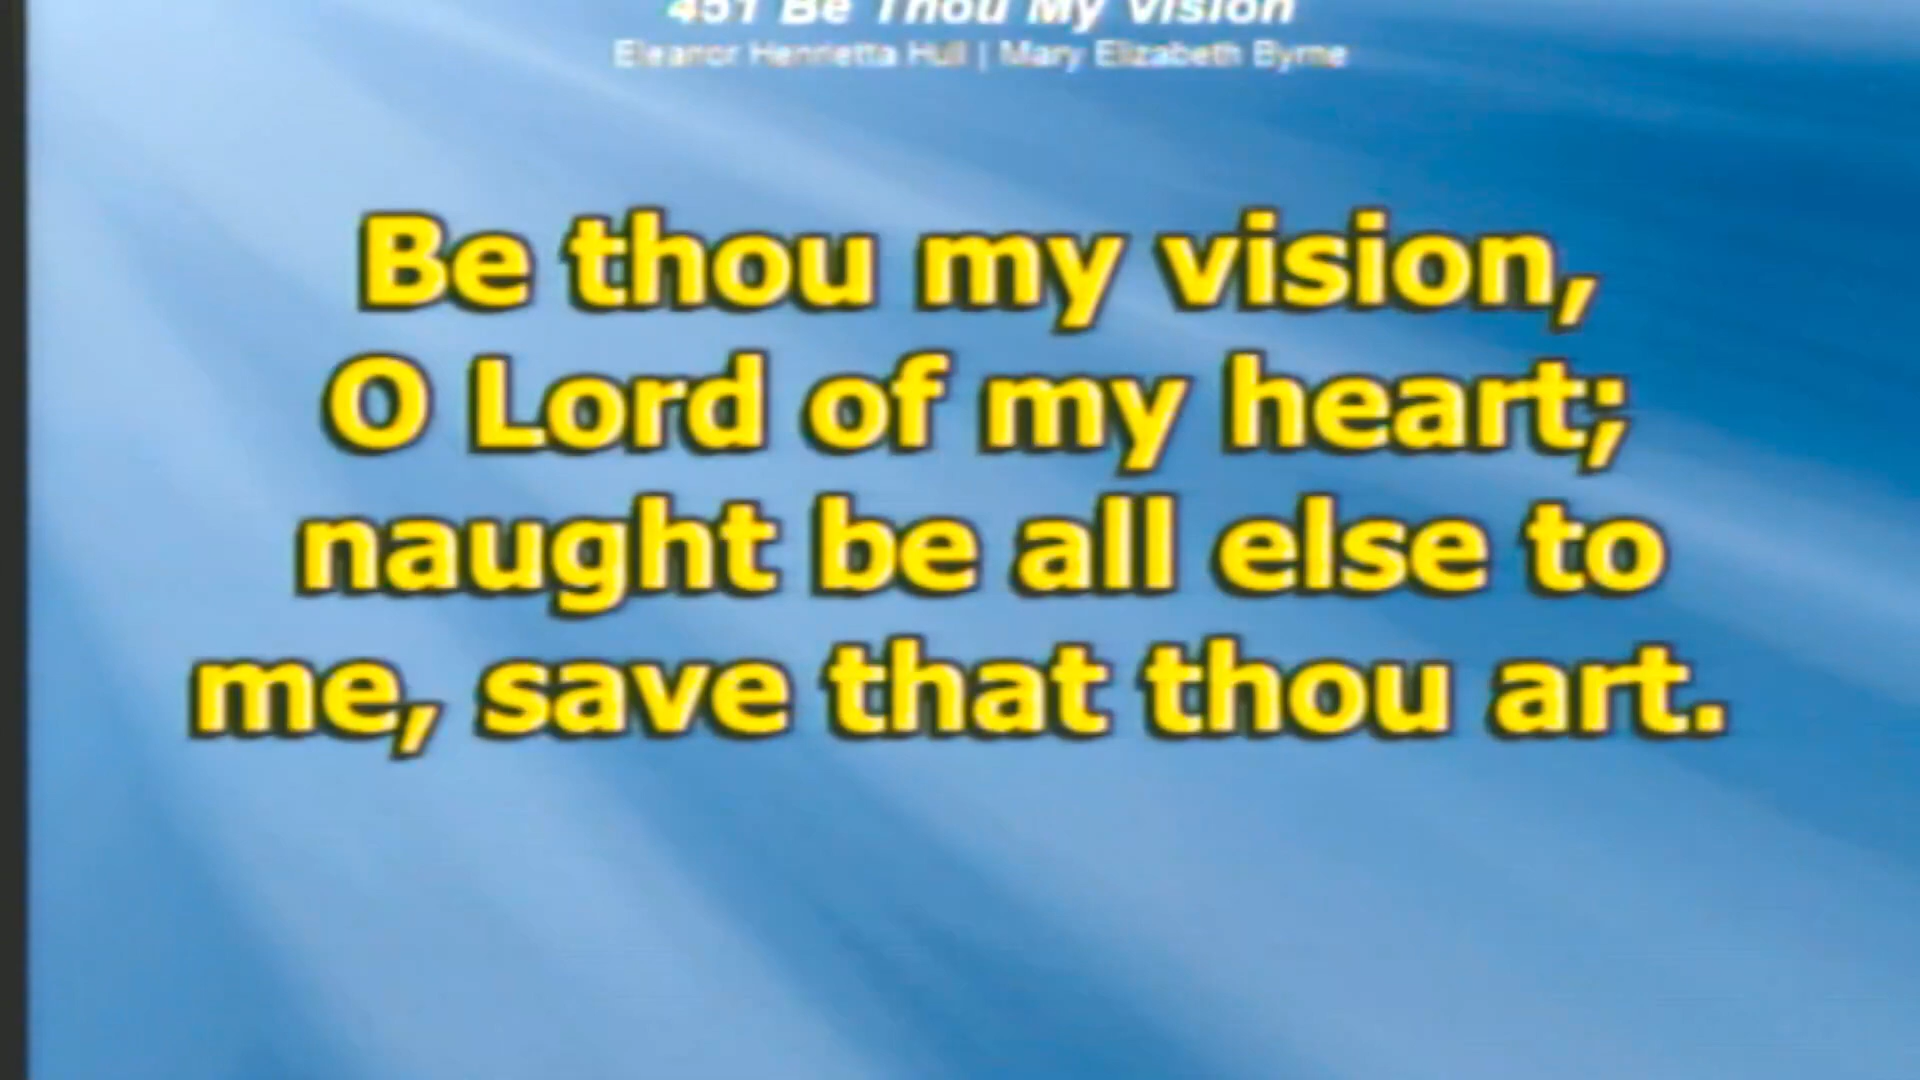 451 Be Thou My Vision
Eleanor Henrietta Hull | Mary Elizabeth Byrne
Be thou my vision,
O Lord of my heart;
naught be all else to
me, save that thou art.